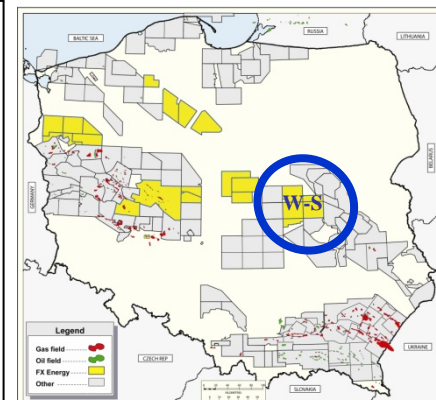 BALTIC SEA
RUSSIA
LITHUANIA
BELARUS
GERMANY
W-S
Legend
Gas field
Oil field
FX Energy
Other
CZECH REP
SLOVAKIA
UKRAINE